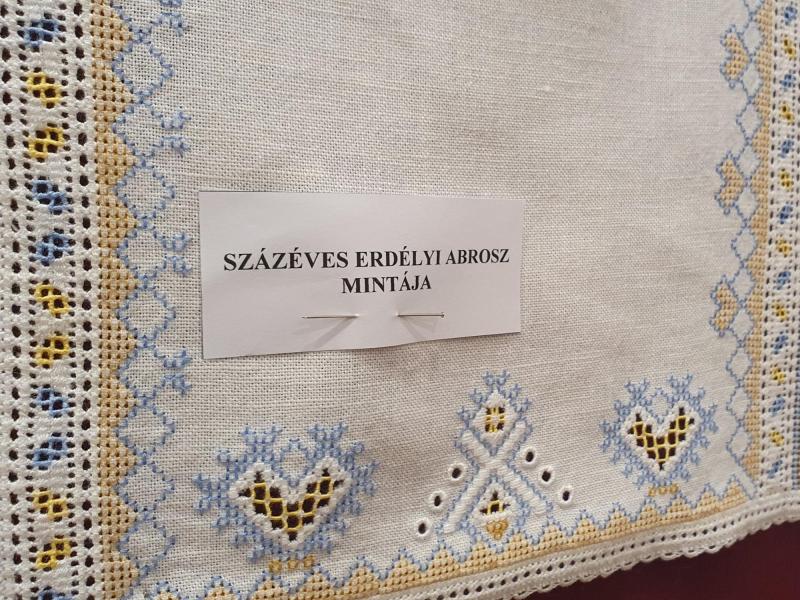 SZÁZÉVES ERDÉLYI ABROSZ
MINTÁJA